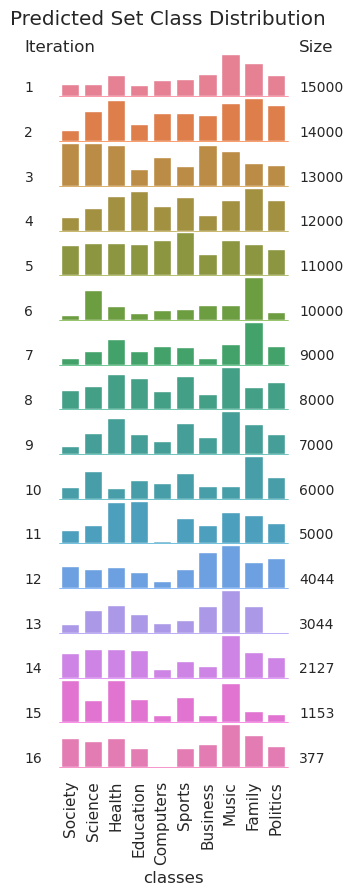 Predicted Set Class Distribution
Iteration Size
1 15000
2 14000
3 13000
4 12000
5 11000
6 10000
7 9000
8 8000
9 7000
10 6000
11 5000
12 4044
13 3044
14 2127
15 1153
16 377
Society
Science
Health
Education
Computers
Sports
Business
Music
Family
Politics
classes